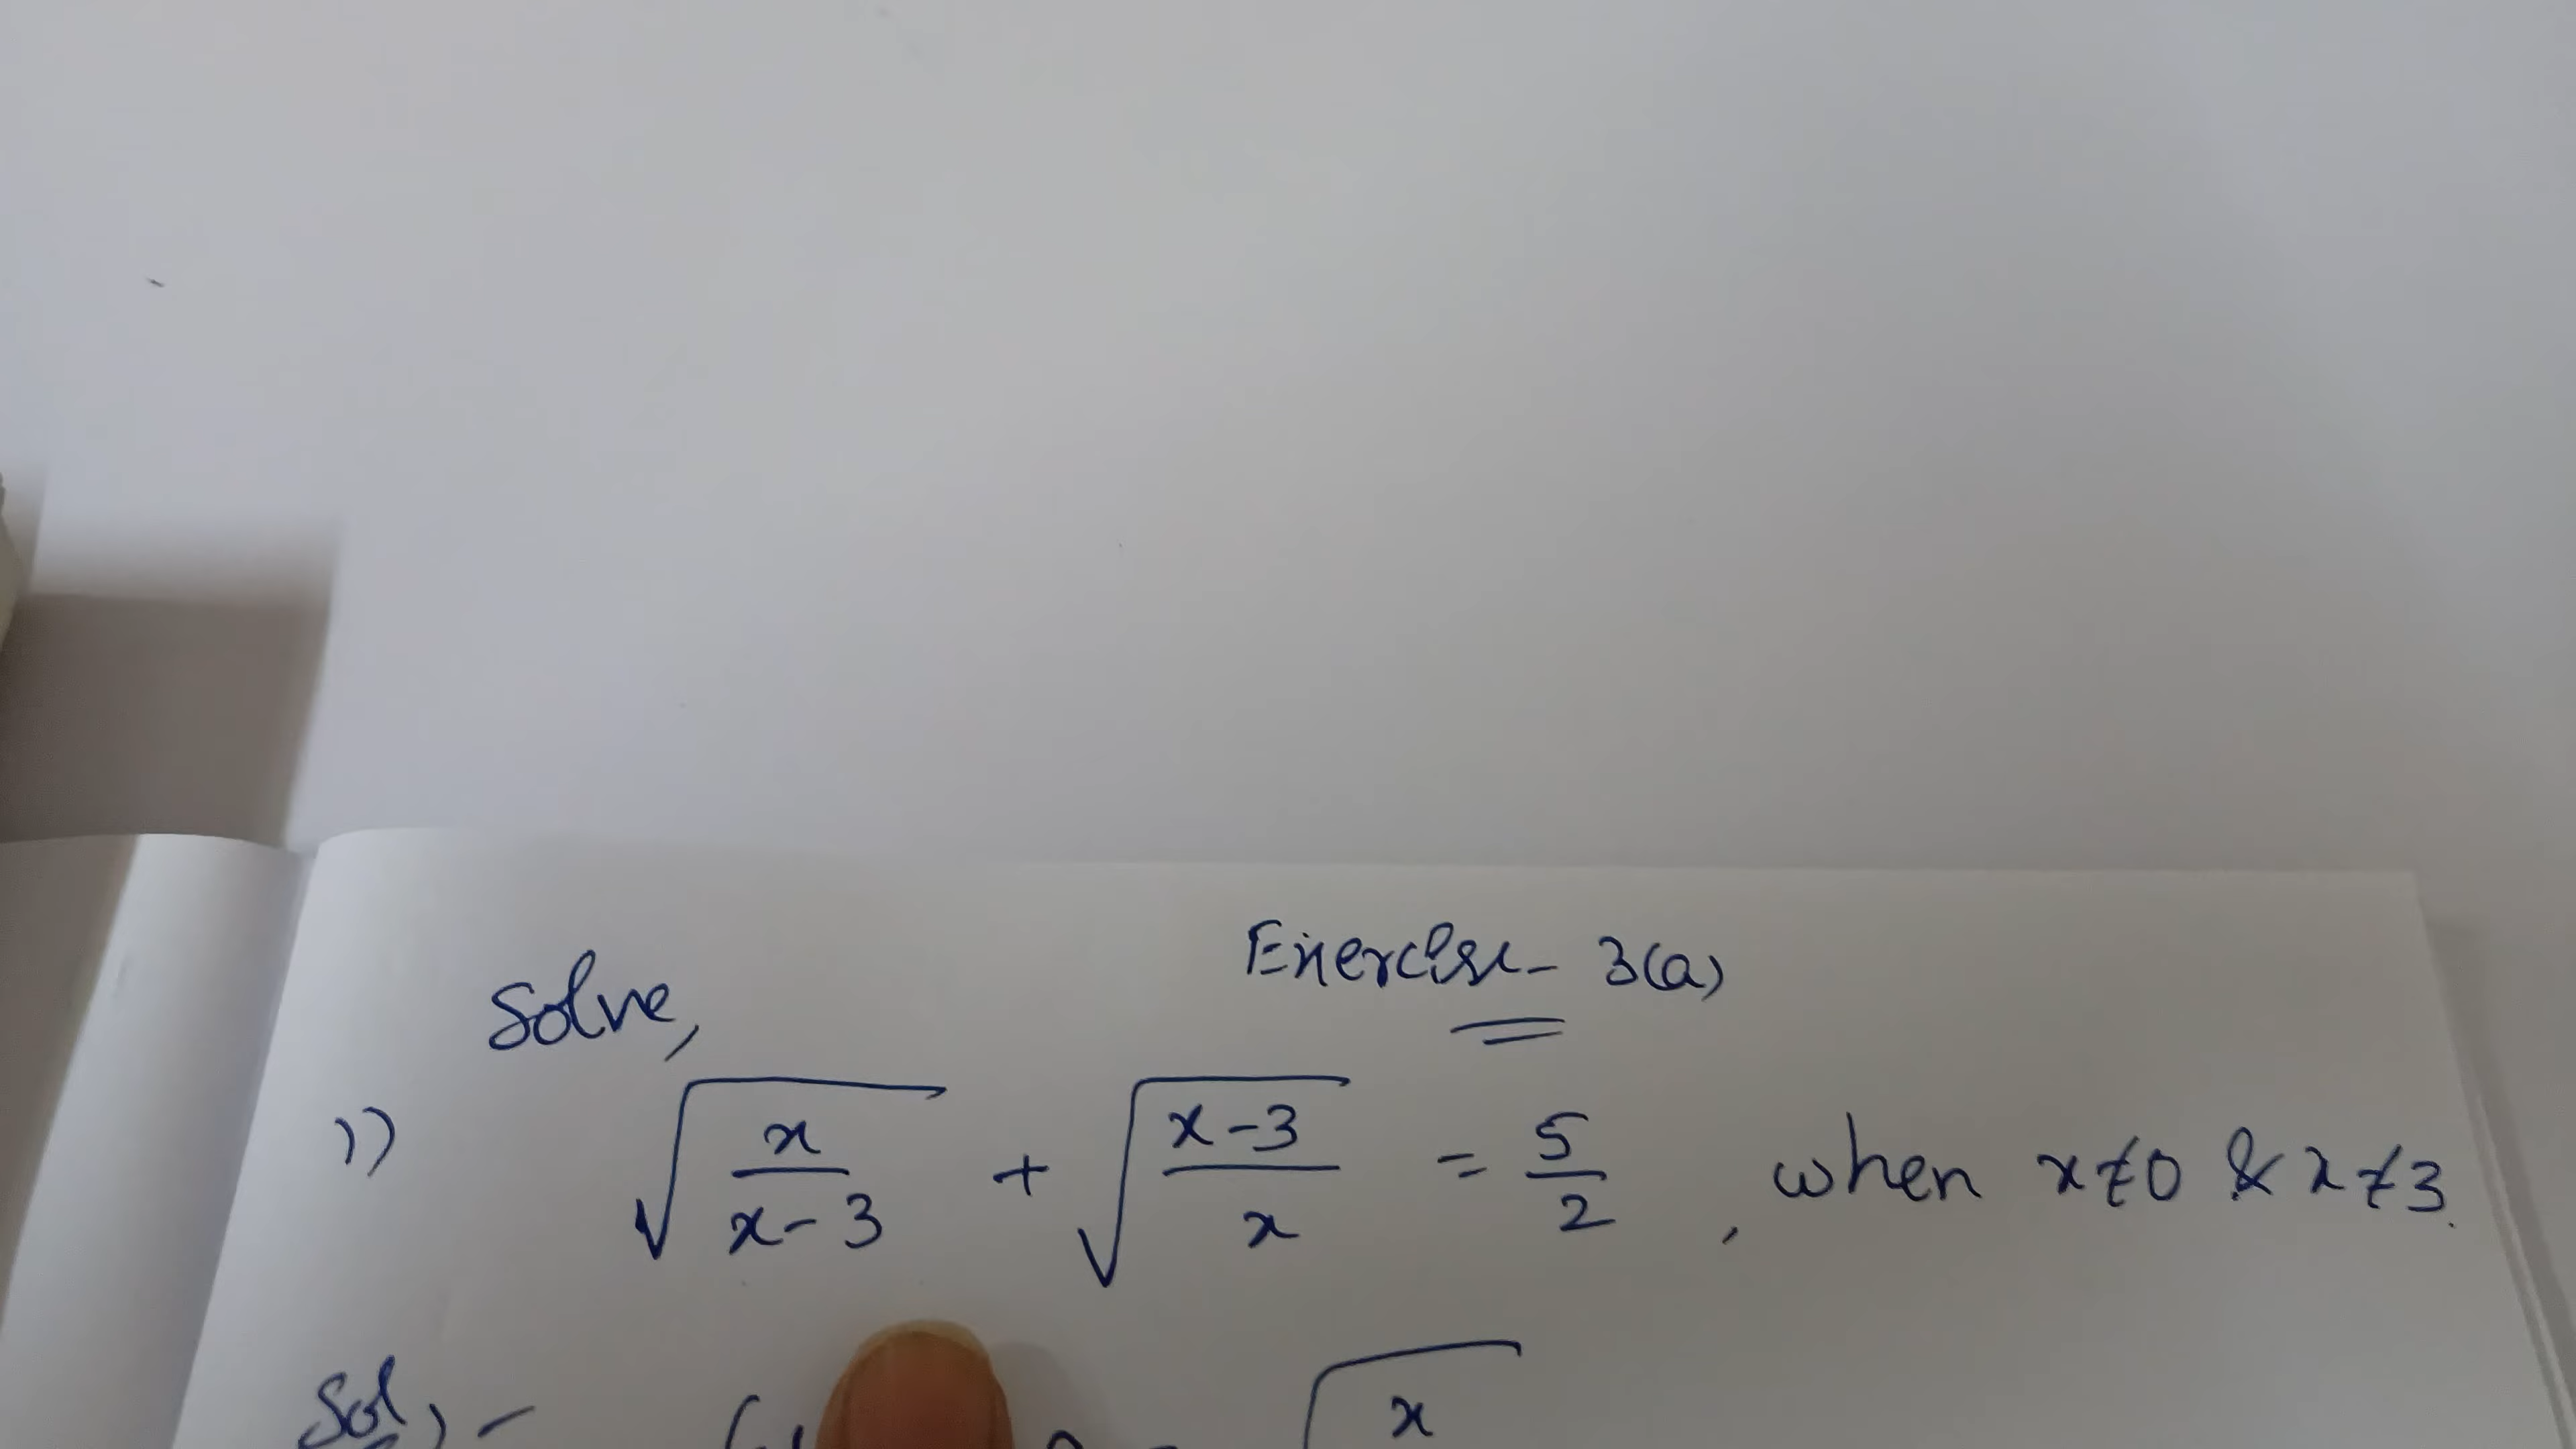 Exercise - 3(a)
Solve,
1) √(x/(x-3)) + √((x-3)/x) = 5/2, when x≠0 & x≠3.
Sol) - √x